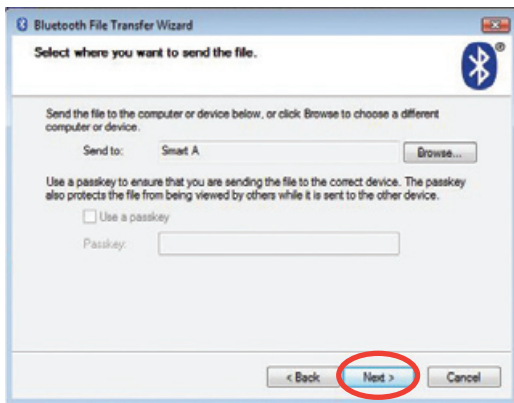 Bluetooth File Transfer Wizard
Select where you want to send the file.
®
Send the file to the computer or device below, or click Browse to choose a different
computer or device.
Send to: Smart A Browse...
Use a passkey to ensure that you are sending the file to the correct device. The passkey
also protects the file from being viewed by others while it is sent to the other device.
Use a passkey
Passkey:
< Back Next > Cancel